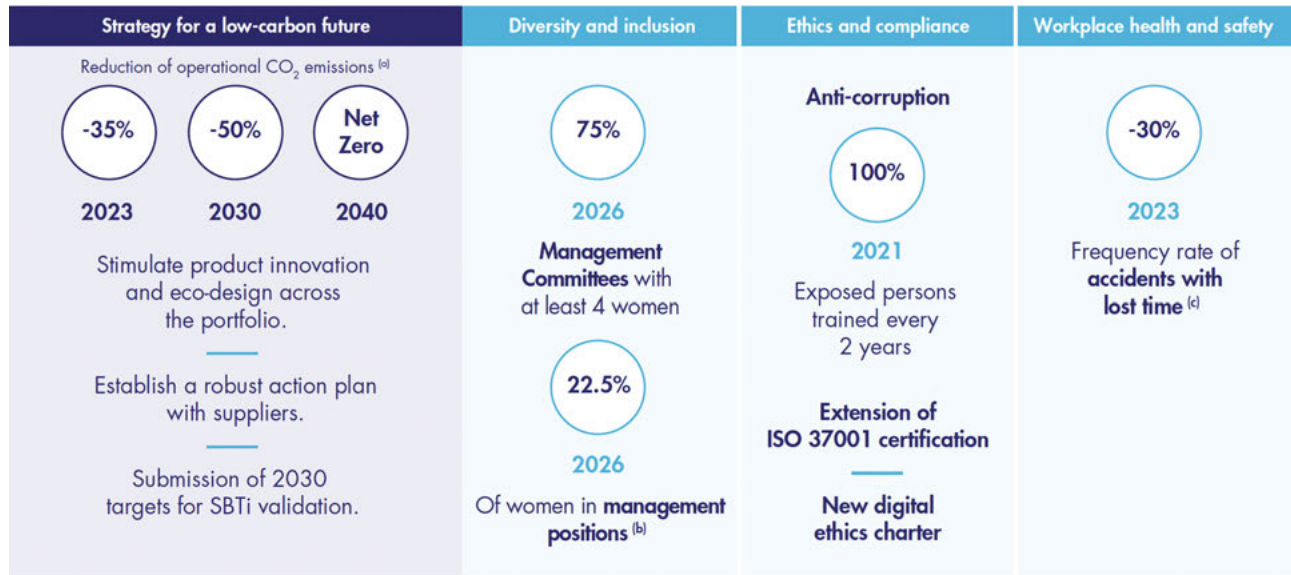 Strategy for a low-carbon future
Reduction of operational CO₂ emissions (a)
-35%
2023
-50%
2030
Net
Zero
2040
Stimulate product innovation
and eco-design across
the portfolio.
Establish a robust action plan
with suppliers.
Submission of 2030
targets for SBTi validation.
Diversity and inclusion
75%
2026
Management
Committees with
at least 4 women
22.5%
2026
Of women in management
positions (b)
Ethics and compliance
Anti-corruption
100%
2021
Exposed persons
trained every
2 years
Extension of
ISO 37001 certification
New digital
ethics charter
Workplace health and safety
-30%
2023
Frequency rate of
accidents with
lost time (c)